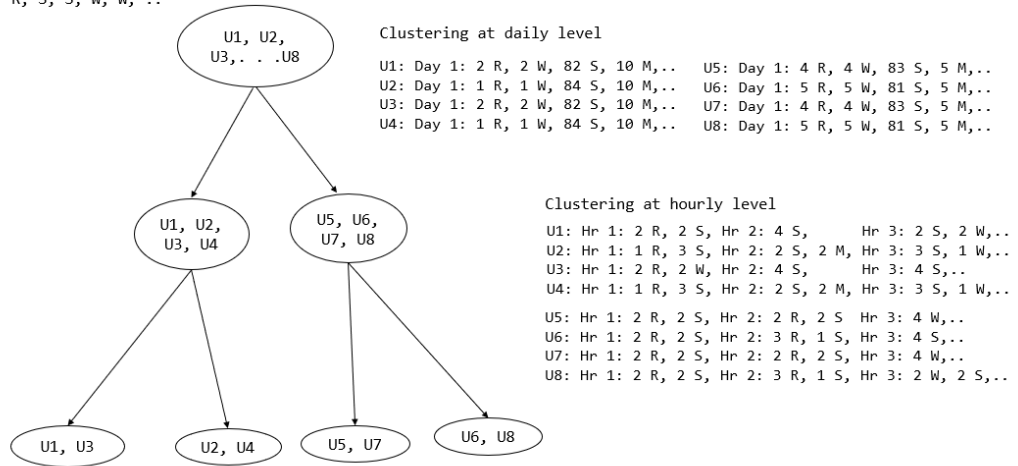 R, S, S, W, W, ..
U1, U2,
U3,. . .U8
Clustering at daily level
U1: Day 1: 2 R, 2 W, 82 S, 10 M,..
U2: Day 1: 1 R, 1 W, 84 S, 10 M,..
U3: Day 1: 2 R, 2 W, 82 S, 10 M,..
U4: Day 1: 1 R, 1 W, 84 S, 10 M,..
U5: Day 1: 4 R, 4 W, 83 S, 5 M,..
U6: Day 1: 5 R, 5 W, 81 S, 5 M,..
U7: Day 1: 4 R, 4 W, 83 S, 5 M,..
U8: Day 1: 5 R, 5 W, 81 S, 5 M,..
U1, U2,
U3, U4
U5, U6,
U7, U8
Clustering at hourly level
U1: Hr 1: 2 R, 2 S, Hr 2: 4 S, Hr 3: 2 S, 2 W,..
U2: Hr 1: 1 R, 3 S, Hr 2: 2 S, 2 M, Hr 3: 3 S, 1 W,..
U3: Hr 1: 2 R, 2 W, Hr 2: 4 S, Hr 3: 4 S,..
U4: Hr 1: 1 R, 3 S, Hr 2: 2 S, 2 M, Hr 3: 3 S, 1 W,..
U5: Hr 1: 2 R, 2 S, Hr 2: 2 R, 2 S Hr 3: 4 W,..
U6: Hr 1: 2 R, 2 S, Hr 2: 3 R, 1 S, Hr 3: 4 S,..
U7: Hr 1: 2 R, 2 S, Hr 2: 2 R, 2 S, Hr 3: 4 W,..
U8: Hr 1: 2 R, 2 S, Hr 2: 3 R, 1 S, Hr 3: 2 W, 2 S,..
U1, U3
U2, U4
U5, U7
U6, U8